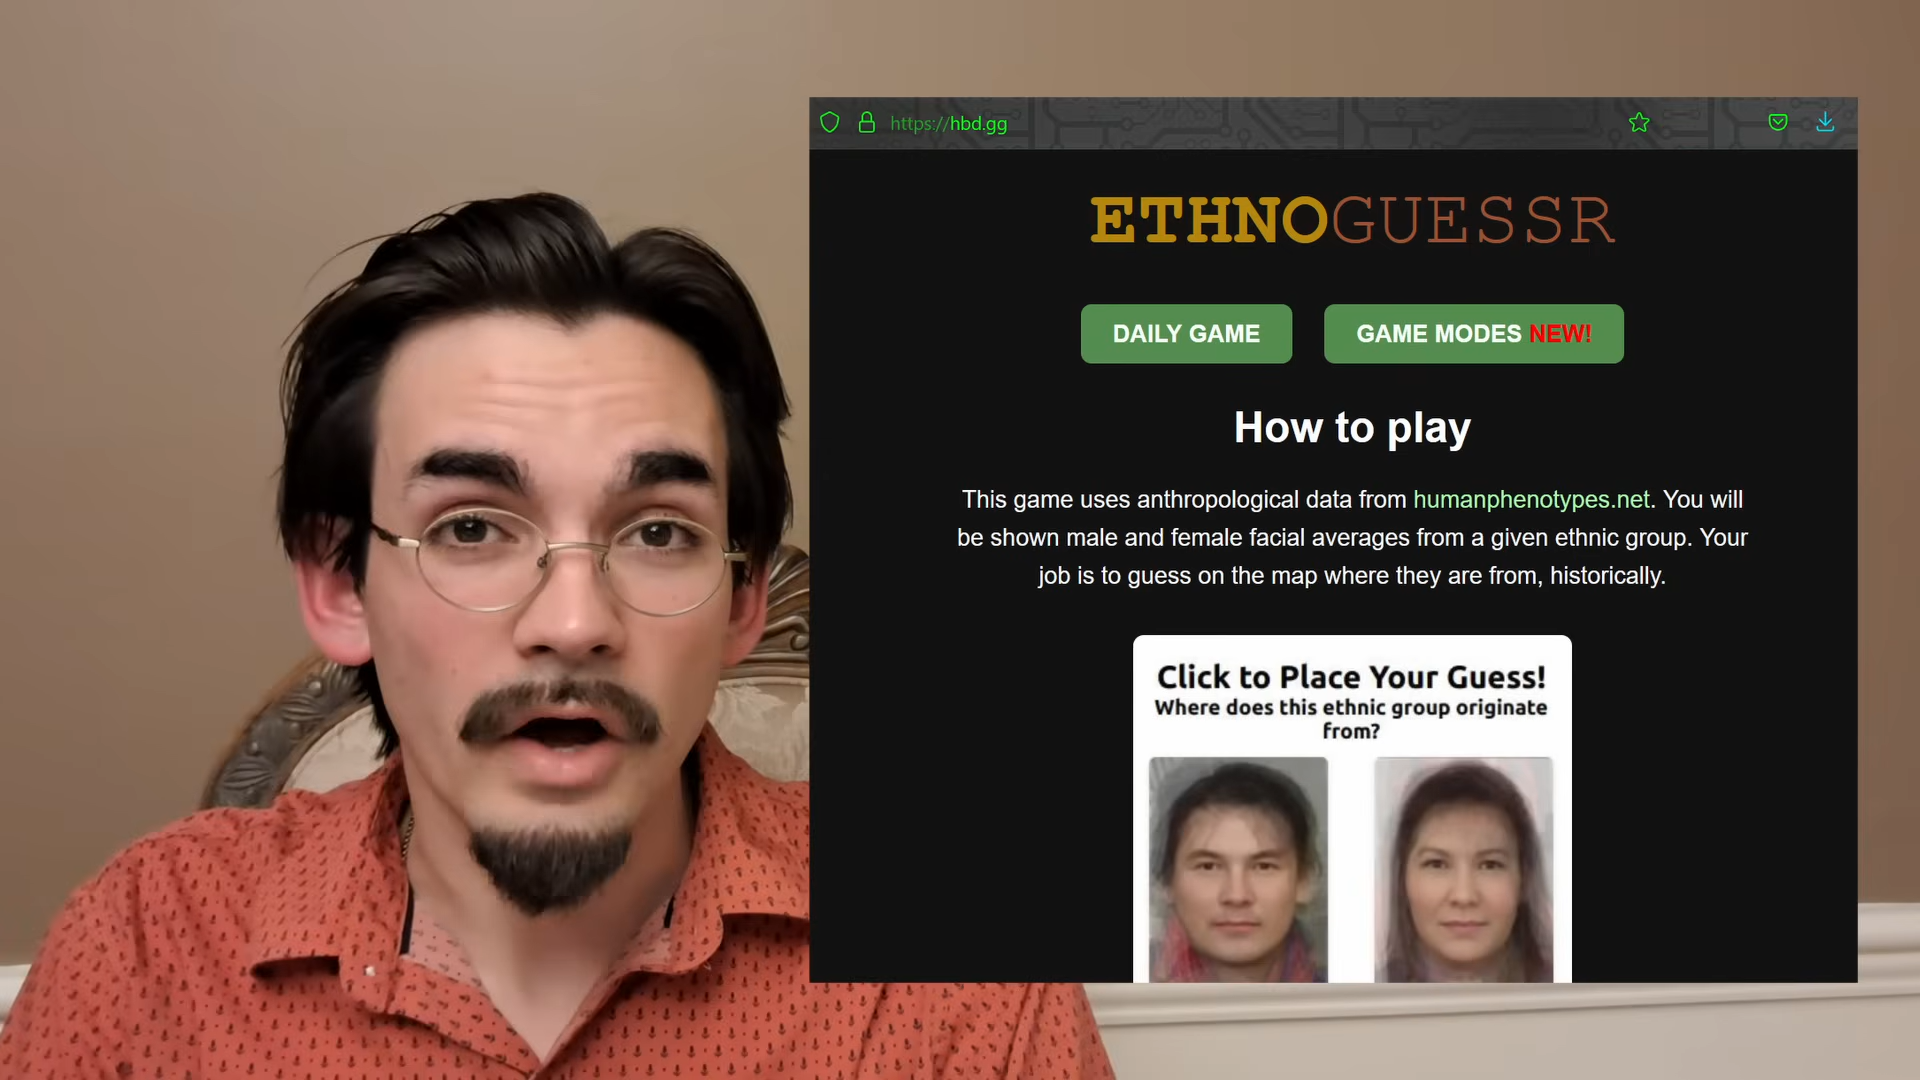 https://hbd.gg
ETHNOGUESSR
DAILY GAME
GAME MODES NEW!
How to play
This game uses anthropological data from humanphenotypes.net. You will
be shown male and female facial averages from a given ethnic group. Your
job is to guess on the map where they are from, historically.
Click to Place Your Guess!
Where does this ethnic group originate
from?